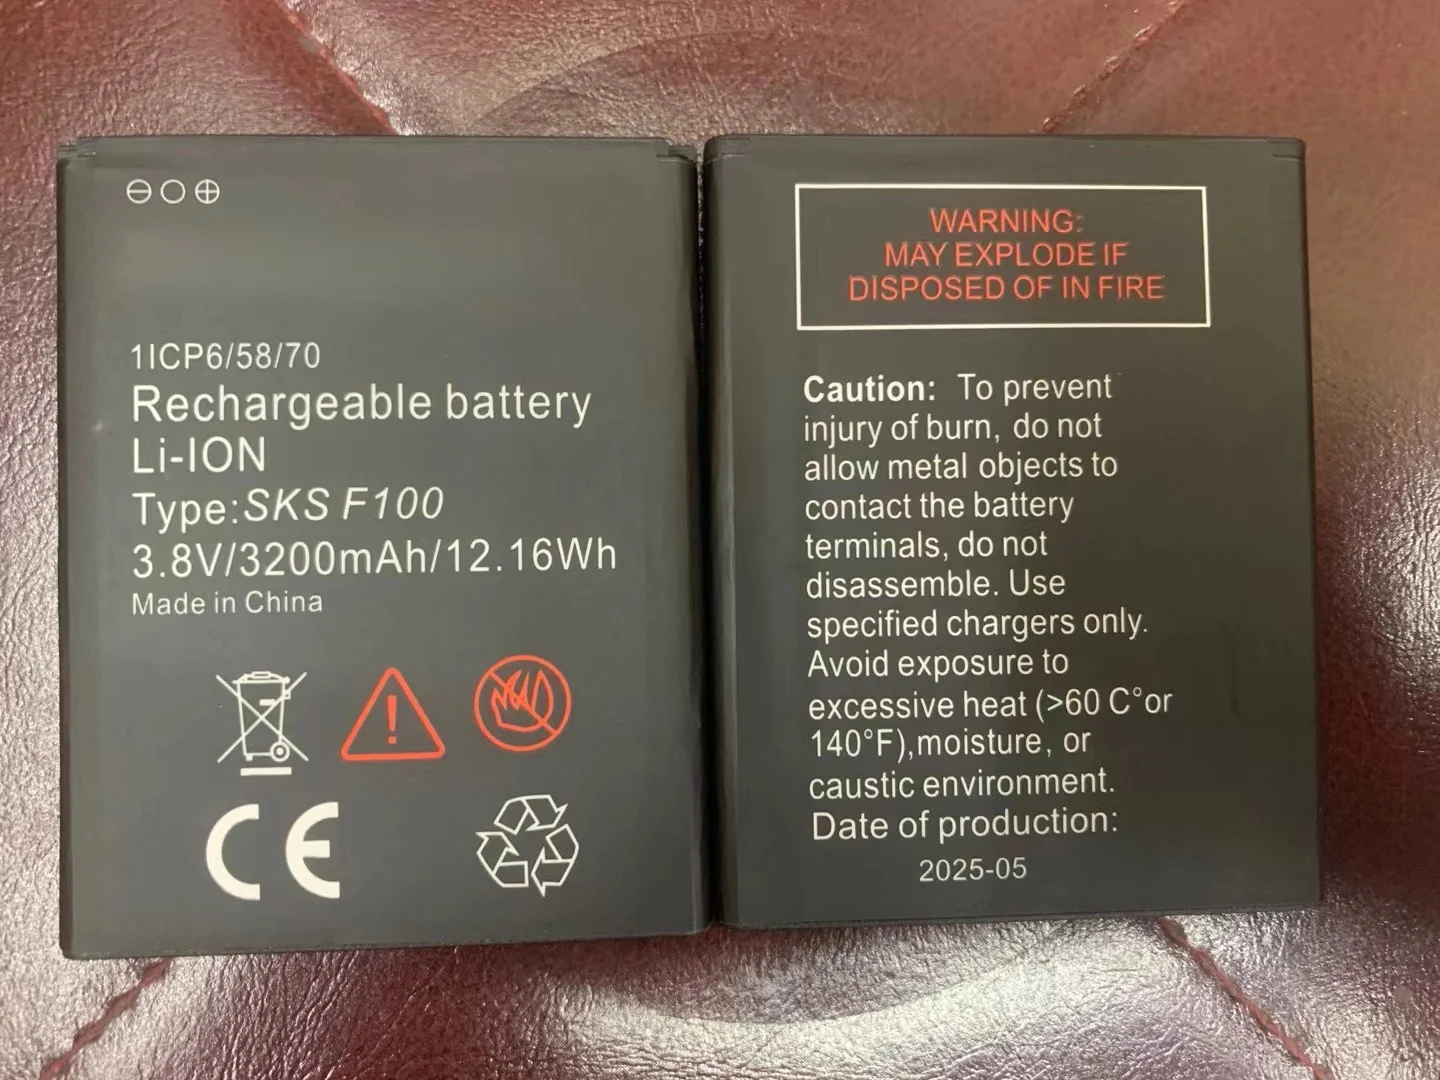 1ICP6/58/70
Rechargeable battery
Li-ION
Type:SKS F100
3.8V/3200mAh/12.16Wh
Made in China
CE
WARNING:
MAY EXPLODE IF
DISPOSED OF IN FIRE
Caution: To prevent
injury of burn, do not
allow metal objects to
contact the battery
terminals, do not
disassemble. Use
specified chargers only.
Avoid exposure to
excessive heat (>60 C°or
140°F),moisture, or
caustic environment.
Date of production:
2025-05